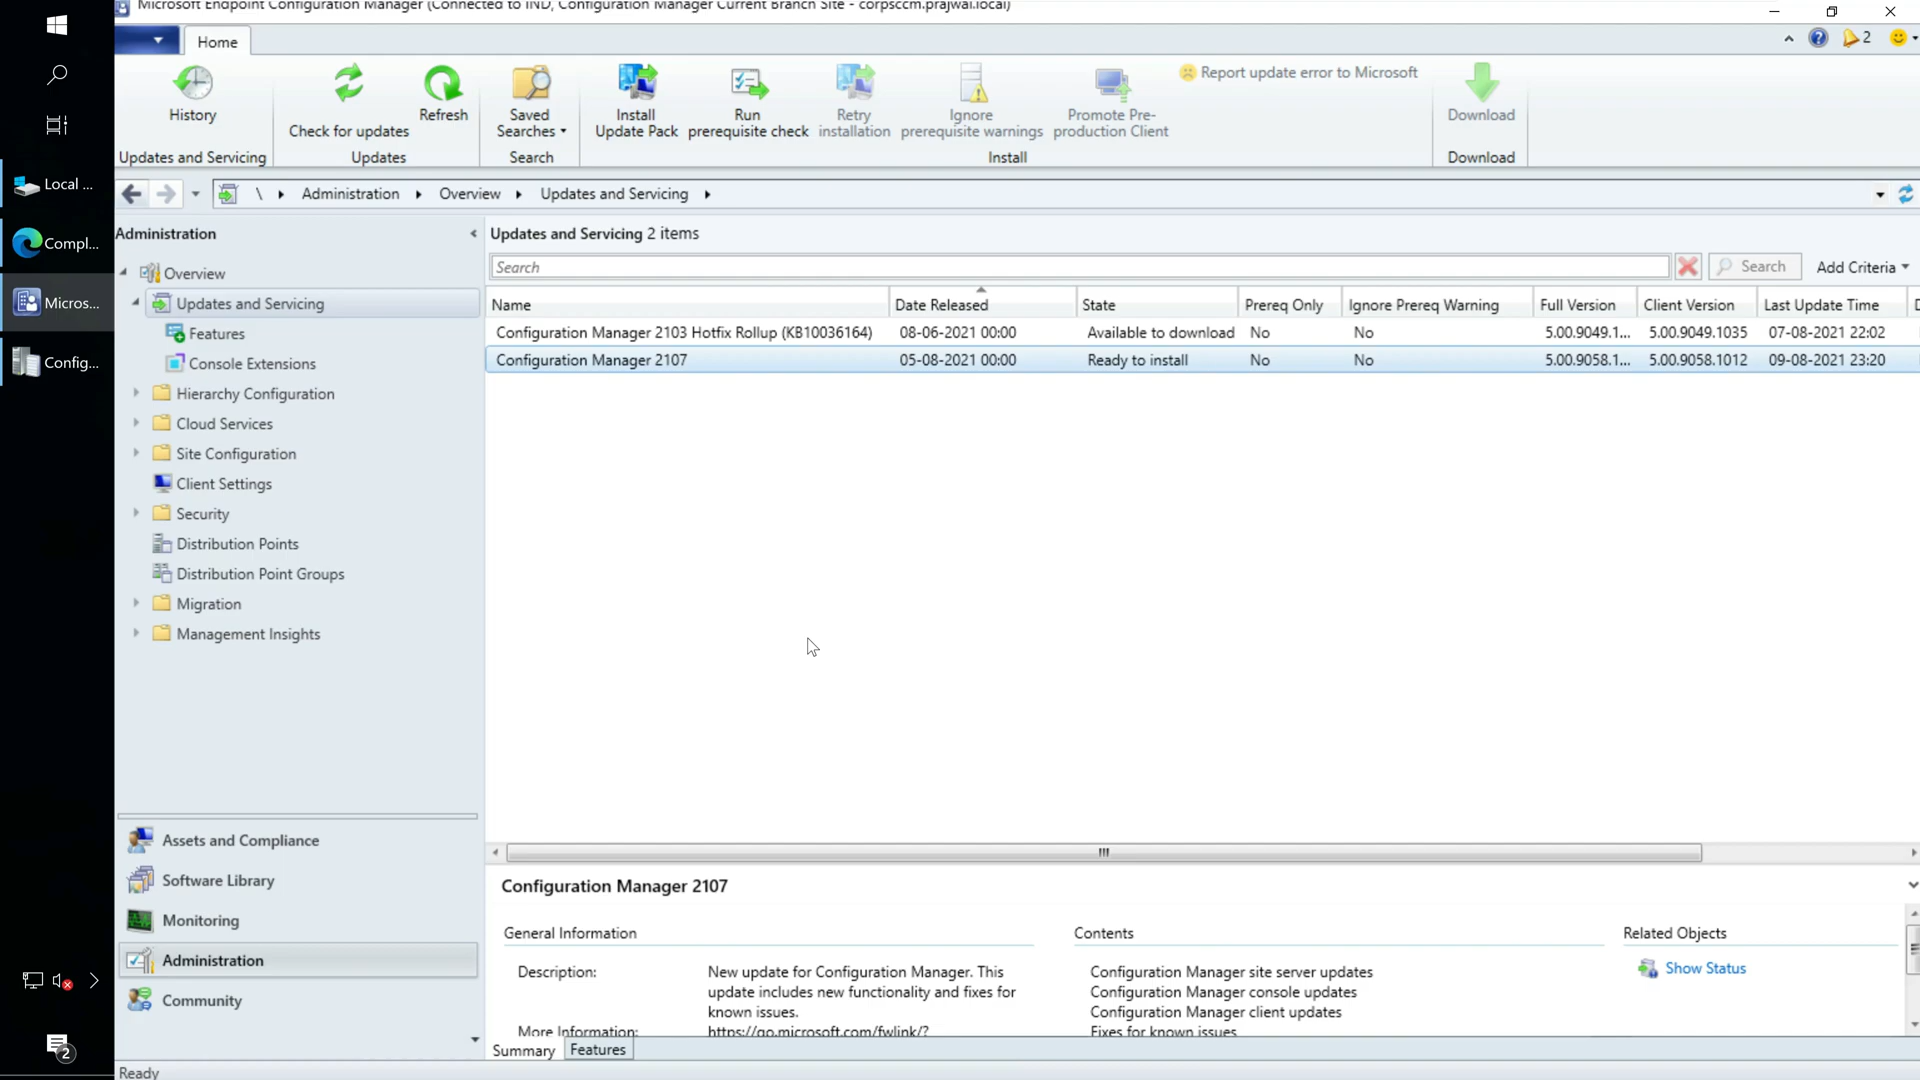 Microsoft Endpoint Configuration Manager (Connected to IND, Configuration Manager Current Branch Site - corpsccm.prajwal.local)
Home
2
History
Check for updates
Refresh
Saved Searches
Install Update Pack
Run prerequisite check
Retry installation
Ignore prerequisite warnings
Promote Pre-production Client
Report update error to Microsoft
Download
Updates and Servicing
Updates
Search
Install
Download
\ Administration Overview Updates and Servicing
Local ...
Compl...
Micros...
Config...
2
Administration
Overview
Updates and Servicing
Features
Console Extensions
Hierarchy Configuration
Cloud Services
Site Configuration
Client Settings
Security
Distribution Points
Distribution Point Groups
Migration
Management Insights
Assets and Compliance
Software Library
Monitoring
Administration
Community
Updates and Servicing 2 items
Search Search Add Criteria
Name Date Released State Prereq Only Ignore Prereq Warning Full Version Client Version Last Update Time
Configuration Manager 2103 Hotfix Rollup (KB10036164) 08-06-2021 00:00 Available to download No No 5.00.9049.1... 5.00.9049.1035 07-08-2021 22:02
Configuration Manager 2107 05-08-2021 00:00 Ready to install No No 5.00.9058.1... 5.00.9058.1012 09-08-2021 23:20
Configuration Manager 2107
General Information
Description: New update for Configuration Manager. This
update includes new functionality and fixes for
known issues.
More Information: https://go.microsoft.com/fwlink/?
Contents
Configuration Manager site server updates
Configuration Manager console updates
Configuration Manager client updates
Fixes for known issues
Related Objects
Show Status
Summary Features
Ready